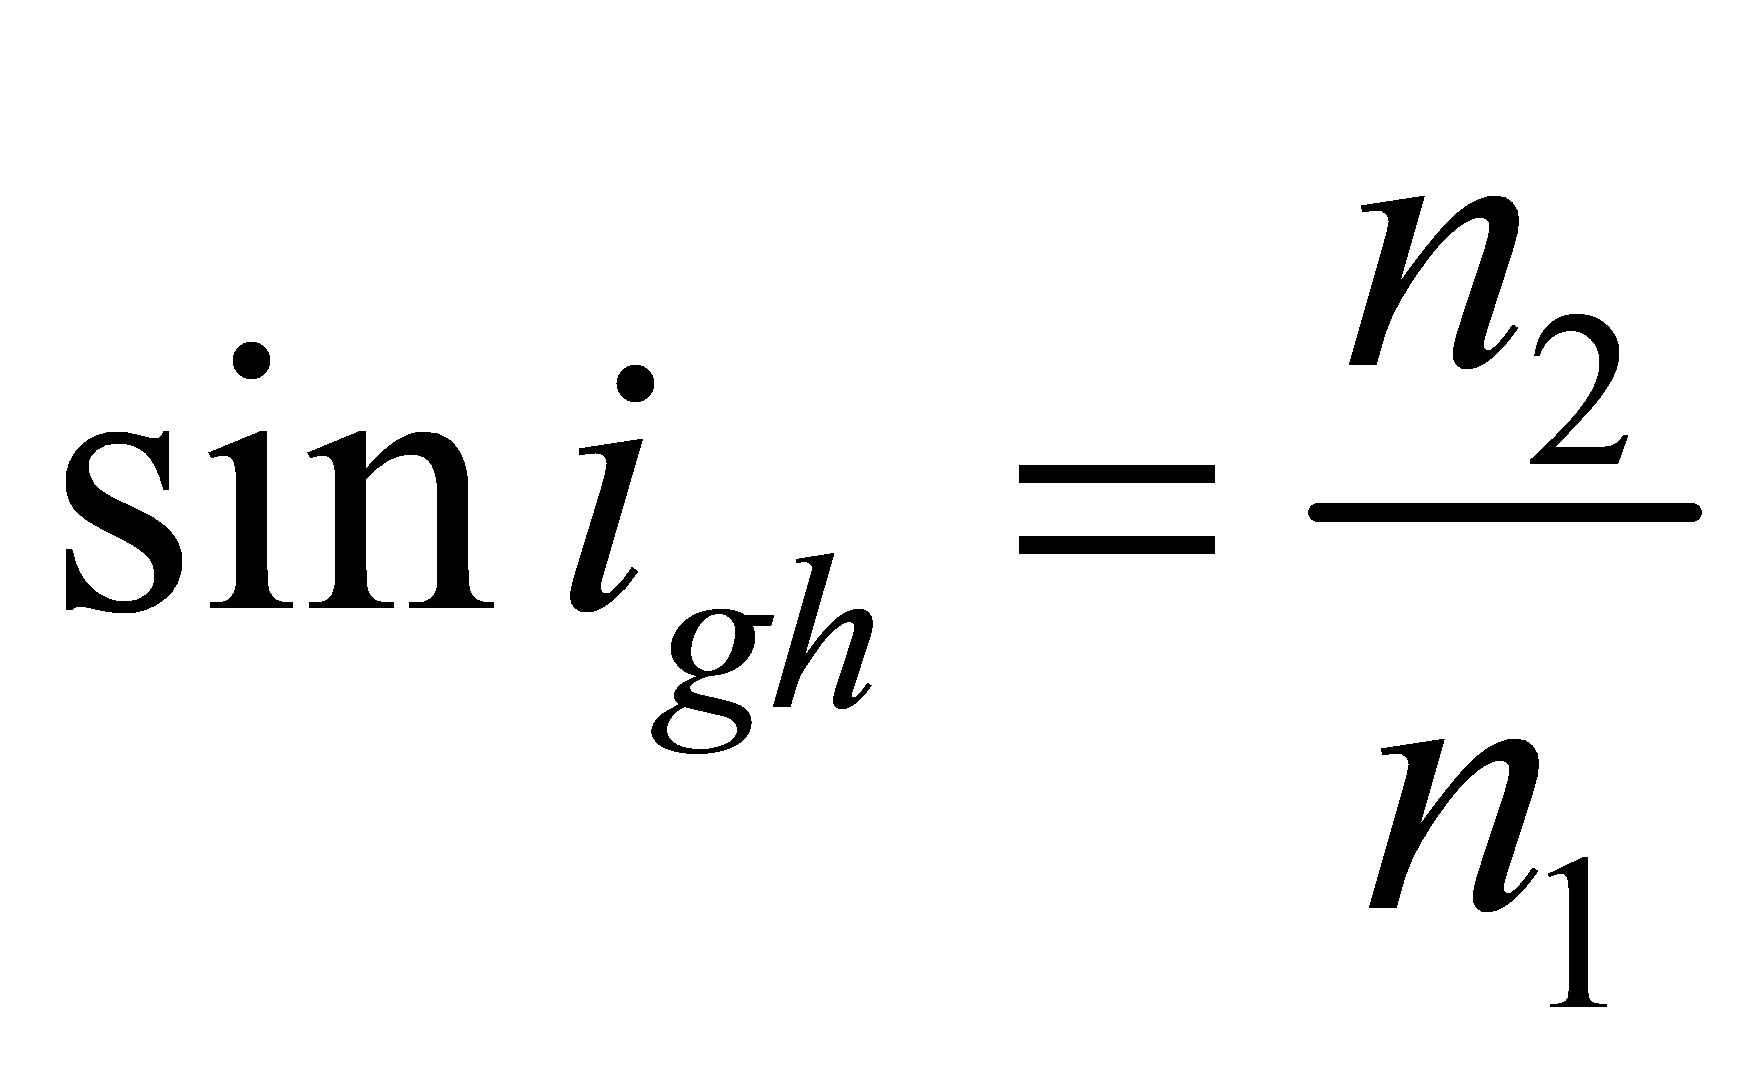 sin i_gh = n_2 / n_1